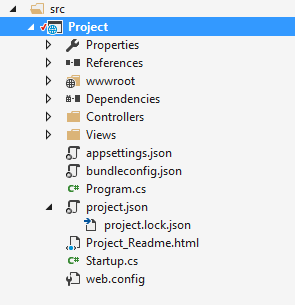 src
Project
Properties
References
wwwroot
Dependencies
Controllers
Views
appsettings.json
bundleconfig.json
C# Program.cs
project.json
project.lock.json
Project_Readme.html
C# Startup.cs
web.config